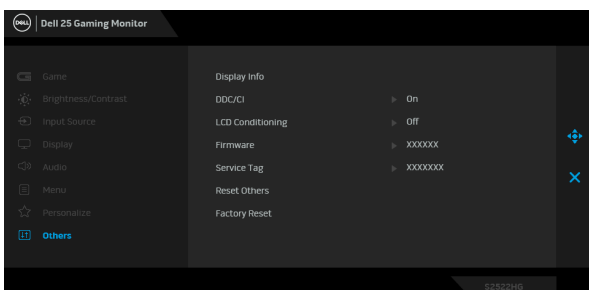 DELL Dell 25 Gaming Monitor
Game
Brightness/Contrast
Input Source
Display
Audio
Menu
Personalize
Others
Display Info
DDC/CI On
LCD Conditioning Off
Firmware XXXXXX
Service Tag XXXXXXX
Reset Others
Factory Reset
S2522HG